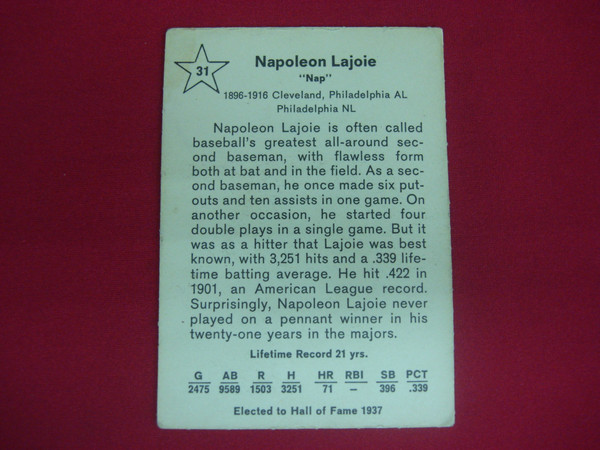 31
Napoleon Lajoie
"Nap"
1896-1916 Cleveland, Philadelphia AL
Philadelphia NL
Napoleon Lajoie is often called
baseball's greatest all-around sec-
ond baseman, with flawless form
both at bat and in the field. As a sec-
ond baseman, he once made six put-
outs and ten assists in one game. On
another occasion, he started four
double plays in a single game. But it
was as a hitter that Lajoie was best
known, with 3,251 hits and a .339 life-
time batting average. He hit .422 in
1901, an American League record.
Surprisingly, Napoleon Lajoie never
played on a pennant winner in his
twenty-one years in the majors.
Lifetime Record 21 yrs.
G AB R H HR RBI SB PCT
2475 9589 1503 3251 71 — 396 .339
Elected to Hall of Fame 1937